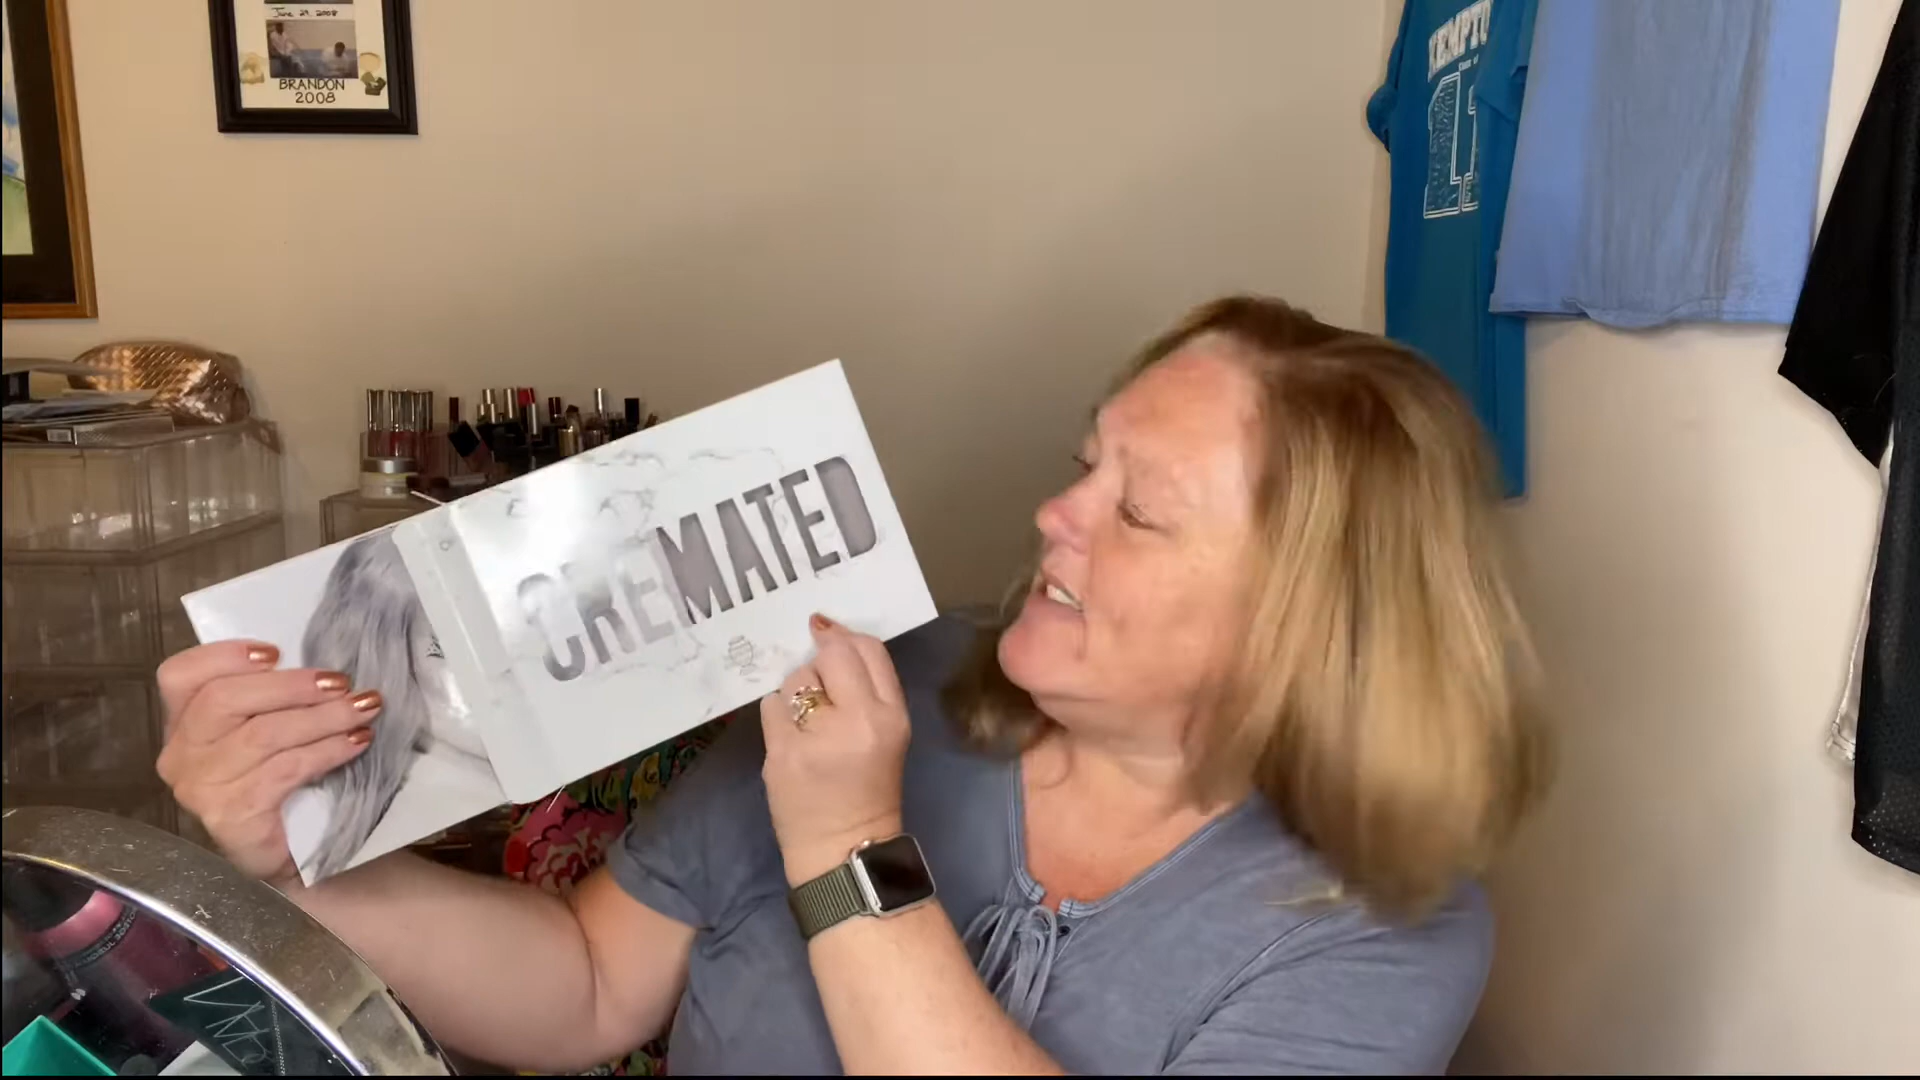 June 29, 2008
BRANDON
2008
KEMPTO
CREMATED